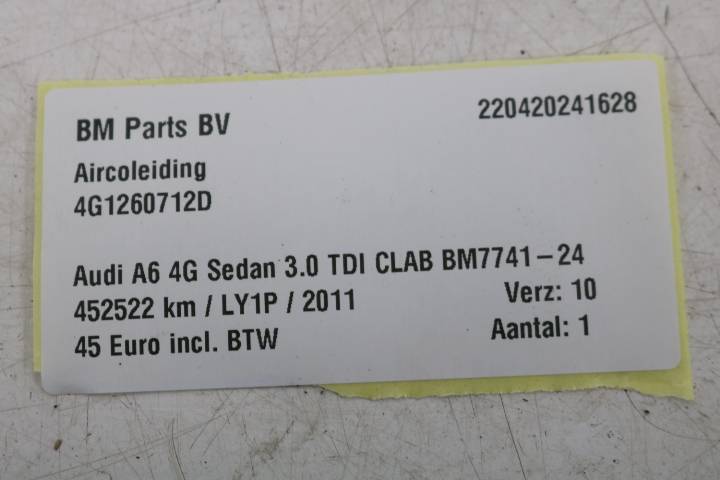 BM Parts BV 220420241628
Aircoleiding
4G1260712D
Audi A6 4G Sedan 3.0 TDI CLAB BM7741-24
452522 km / LY1P / 2011 Verz: 10
45 Euro incl. BTW Aantal: 1